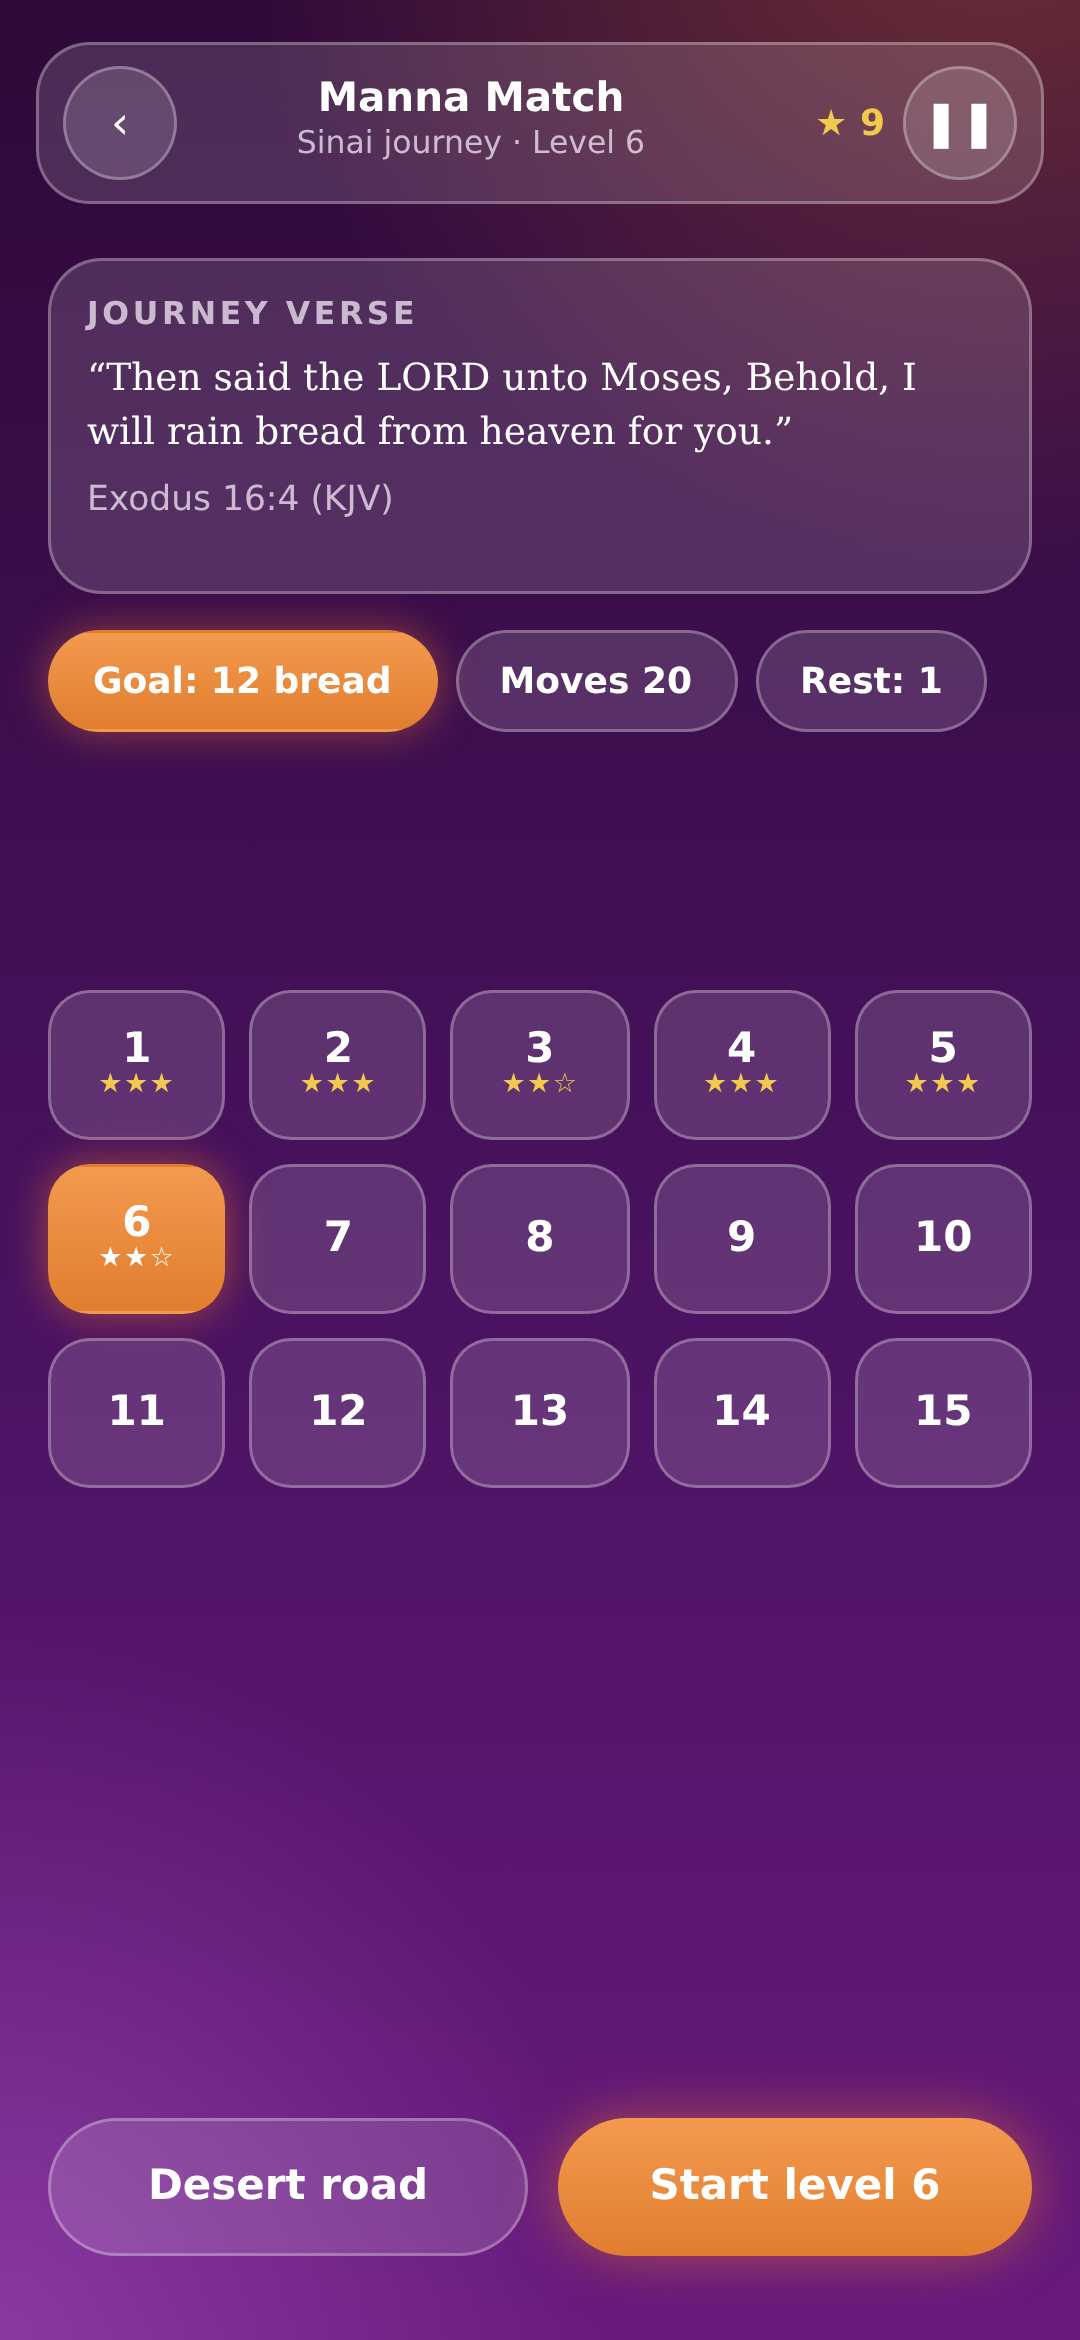 ‹
Manna Match
Sinai journey · Level 6
★ 9
❚❚
JOURNEY VERSE
“Then said the LORD unto Moses, Behold, I
will rain bread from heaven for you.”
Exodus 16:4 (KJV)
Goal: 12 bread
Moves 20
Rest: 1
1
★★★
2
★★★
3
★★☆
4
★★★
5
★★★
6
★★☆
7
8
9
10
11
12
13
14
15
Desert road
Start level 6